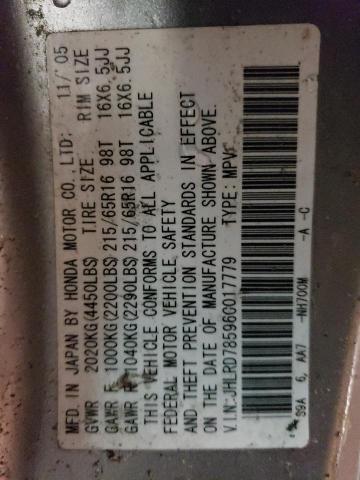 MFD. IN JAPAN BY HONDA MOTOR CO., LTD; 11/'05
GVWR 2020KG(4450LBS) TIRE SIZE RIM SIZE
GAWR F 1000KG(2200LBS) 215/65R16 98T 16X6.5JJ
GAWR R 1040KG(2290LBS) 215/65R16 98T 16X6.5JJ
THIS VEHICLE CONFORMS TO ALL APPLICABLE
FEDERAL MOTOR VEHICLE SAFETY
AND THEFT PREVENTION STANDARDS IN EFFECT
ON THE DATE OF MANUFACTURE SHOWN ABOVE.
V.I.N:JHLRD78596C017779 TYPE: MPV
S9A 6, AA7 -NH700M -A -C